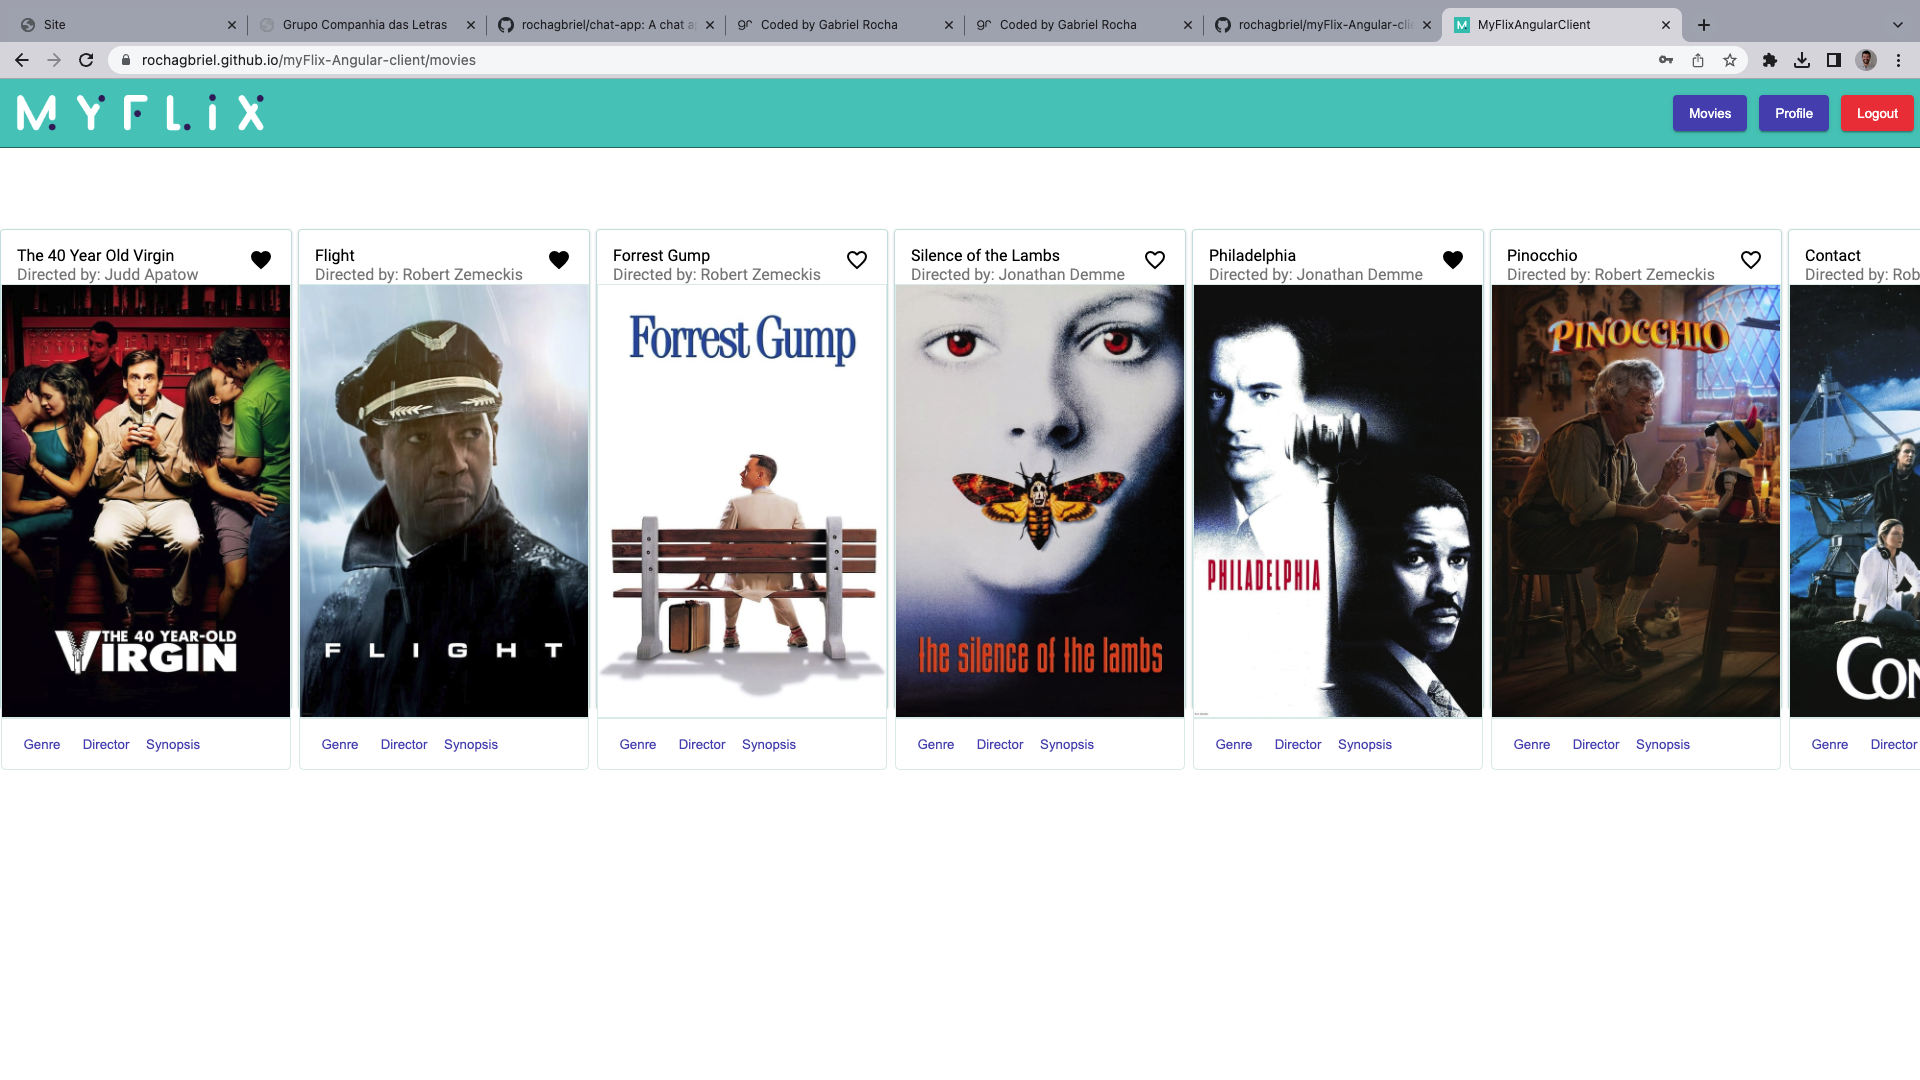 Site
Grupo Companhia das Letras
rochagbriel/chat-app: A chat a
Coded by Gabriel Rocha
Coded by Gabriel Rocha
rochagbriel/myFlix-Angular-clie
MyFlixAngularClient
rochagbriel.github.io/myFlix-Angular-client/movies
MYFLiX
Movies
Profile
Logout
The 40 Year Old Virgin
Directed by: Judd Apatow
THE 40 YEAR-OLD
VIRGIN
Genre Director Synopsis
Flight
Directed by: Robert Zemeckis
FLIGHT
Genre Director Synopsis
Forrest Gump
Directed by: Robert Zemeckis
Forrest Gump
Genre Director Synopsis
Silence of the Lambs
Directed by: Jonathan Demme
the silence of the lambs
Genre Director Synopsis
Philadelphia
Directed by: Jonathan Demme
PHILADELPHIA
Genre Director Synopsis
Pinocchio
Directed by: Robert Zemeckis
PINOCCHIO
Genre Director Synopsis
Contact
Directed by: Rob
CON
Genre Director